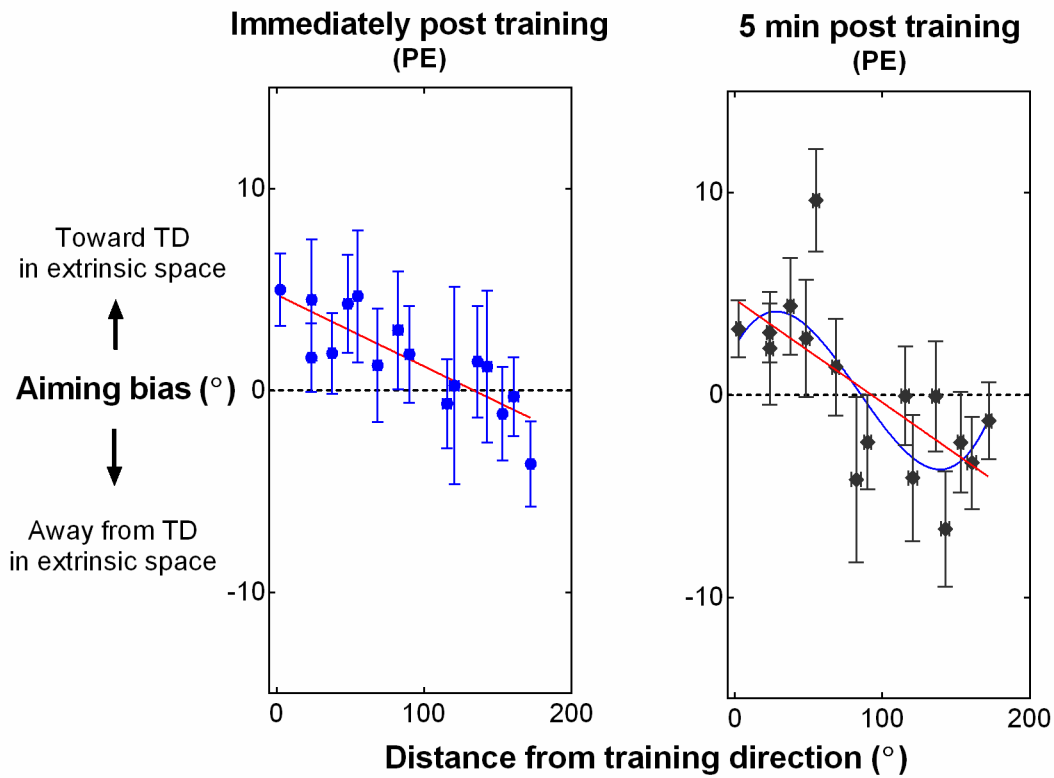 Immediately post training
(PE)
5 min post training
(PE)
10
0
-10
0
100
200
10
0
-10
0
100
200
Toward TD
in extrinsic space
Aiming bias (°)
Away from TD
in extrinsic space
Distance from training direction (°)